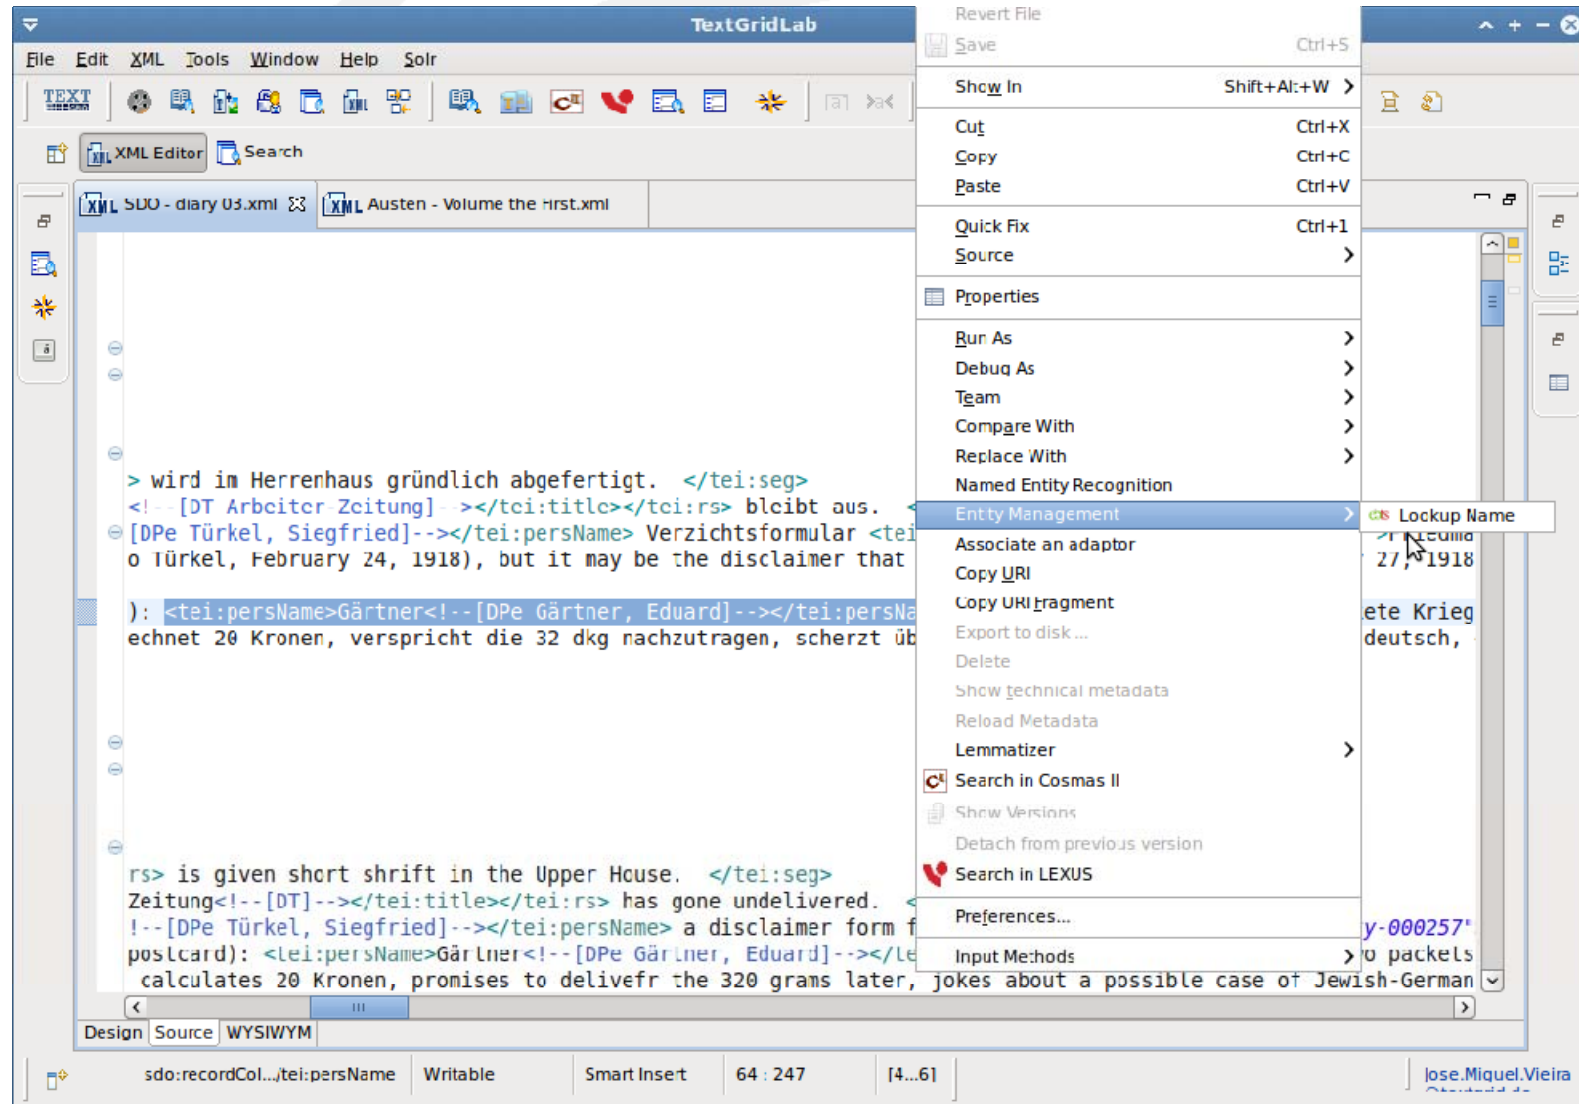 TextGridLab
File Edit XML Tools Window Help Solr
TEXT
XML Editor Search
XML SDO - diary 03.xml XML Austen - Volume the First.xml
> wird im Herrenhaus gründlich abgefertigt. </tei:seg>
<!--[DT Arbeiter-Zeitung]--></tei:title></tei:rs> bleibt aus. <
[DPe Türkel, Siegfried]--></tei:persName> Verzichtsformular <tei
o Türkel, February 24, 1918), but it may be the disclaimer that
27, 1918
): <tei:persName>Gärtner<!--[DPe Gärtner, Eduard]--></tei:persNa
ete Krieg
echnet 20 Kronen, verspricht die 32 dkg nachzutragen, scherzt üb
deutsch,
rs> is given short shrift in the Upper House. </tei:seg>
Zeitung<!--[DT]--></tei:title></tei:rs> has gone undelivered. <
!--[DPe Türkel, Siegfried]--></tei:persName> a disclaimer form f
y-000257"
postcard): <tei:persName>Gärtner<!--[DPe Gärtner, Eduard]--></te
o packets
calculates 20 Kronen, promises to delivefr the 320 grams later, jokes about a possible case of Jewish-German
Revert File
Save Ctrl+S
Show In Shift+Alt+W
Cut Ctrl+X
Copy Ctrl+C
Paste Ctrl+V
Quick Fix Ctrl+1
Source
Properties
Run As
Debug As
Team
Compare With
Replace With
Named Entity Recognition
Entity Management
Lookup Name
Associate an adaptor
Copy URI
Copy URI Fragment
Export to disk ...
Delete
Show technical metadata
Reload Metadata
Lemmatizer
Search in Cosmas II
Show Versions
Detach from previous version
Search in LEXUS
Preferences...
Input Methods
Design Source WYSIWYM
sdo:recordCol.../tei:persName Writable Smart Insert 64 : 247 [4...6]
Jose.Miguel.Vieira